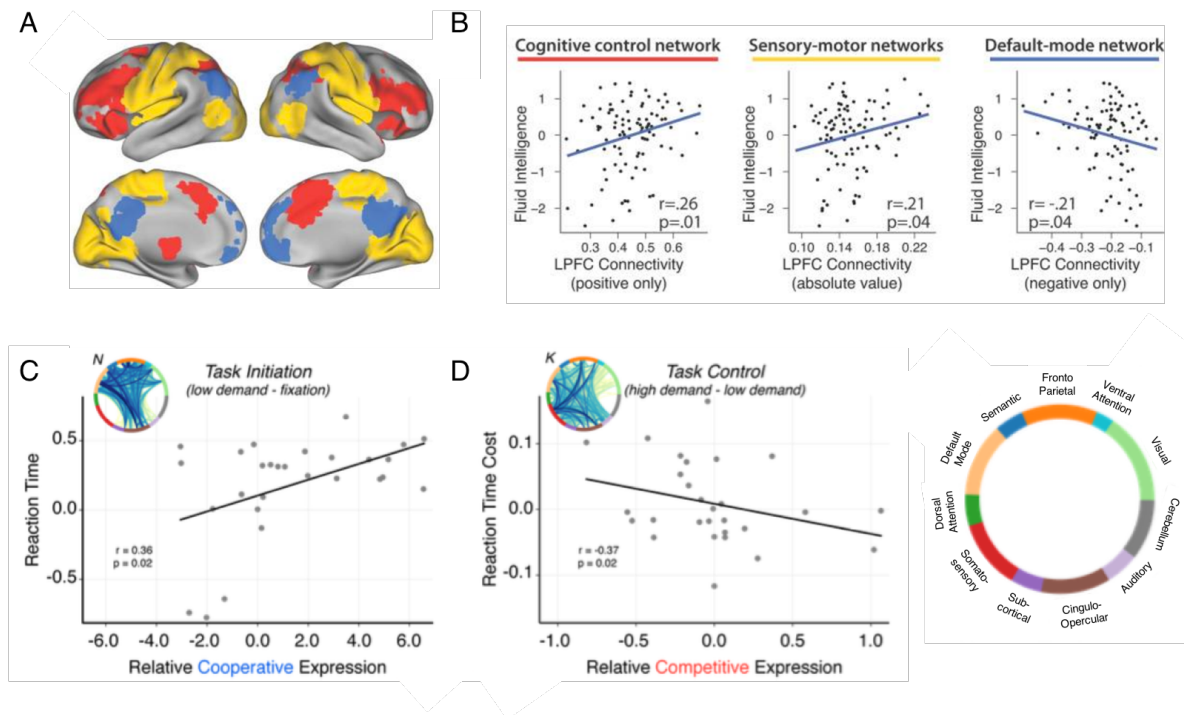 A
B
Cognitive control network
Sensory-motor networks
Default-mode network
Fluid Intelligence
1
0
−1
−2
r=.26
p=.01
0.3 0.4 0.5 0.6
LPFC Connectivity
(positive only)
Fluid Intelligence
1
0
−1
−2
r=.21
p=.04
0.10 0.14 0.18 0.22
LPFC Connectivity
(absolute value)
Fluid Intelligence
1
0
−1
−2
r= -.21
p=.04
−0.4 −0.3 −0.2 −0.1
LPFC Connectivity
(negative only)
C
N
Task Initiation
(low demand - fixation)
Reaction Time
0.5
0.0
-0.5
r = 0.36
p = 0.02
-6.0 -4.0 -2.0 0.0 2.0 4.0 6.0
Relative Cooperative Expression
D
K
Task Control
(high demand - low demand)
Reaction Time Cost
0.1
0.0
-0.1
r = -0.37
p = 0.02
-1.0 -0.5 0.0 0.5 1.0
Relative Competitive Expression
Fronto
Parietal
Ventral
Attention
Visual
Cerebellum
Auditory
Cingulo-
Opercular
Sub-
cortical
Somato-
sensory
Dorsal
Attention
Default
Mode
Semantic